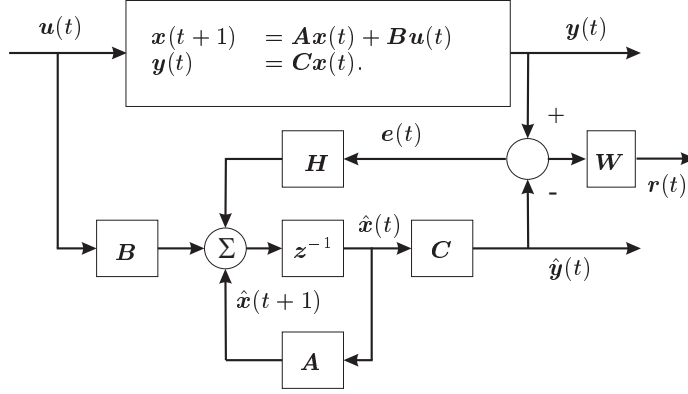 u(t)
x(t + 1) = Ax(t) + Bu(t)
y(t) = Cx(t).
y(t)
+
e(t)
H
W
r(t)
-
x̂(t)
B
Σ
z⁻¹
C
ŷ(t)
x̂(t + 1)
A